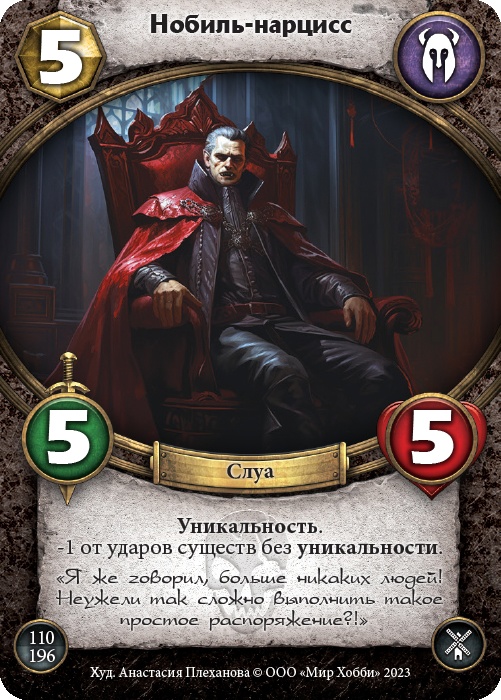 Нобиль-нарцисс
5
5
5
Слуа
Уникальность.
-1 от ударов существ без уникальности.
«Я же говорил, больше никаких людей!
Неужели так сложно выполнить такое
простое распоряжение?!»
110
196
Худ. Анастасия Плеханова © ООО «Мир Хобби» 2023